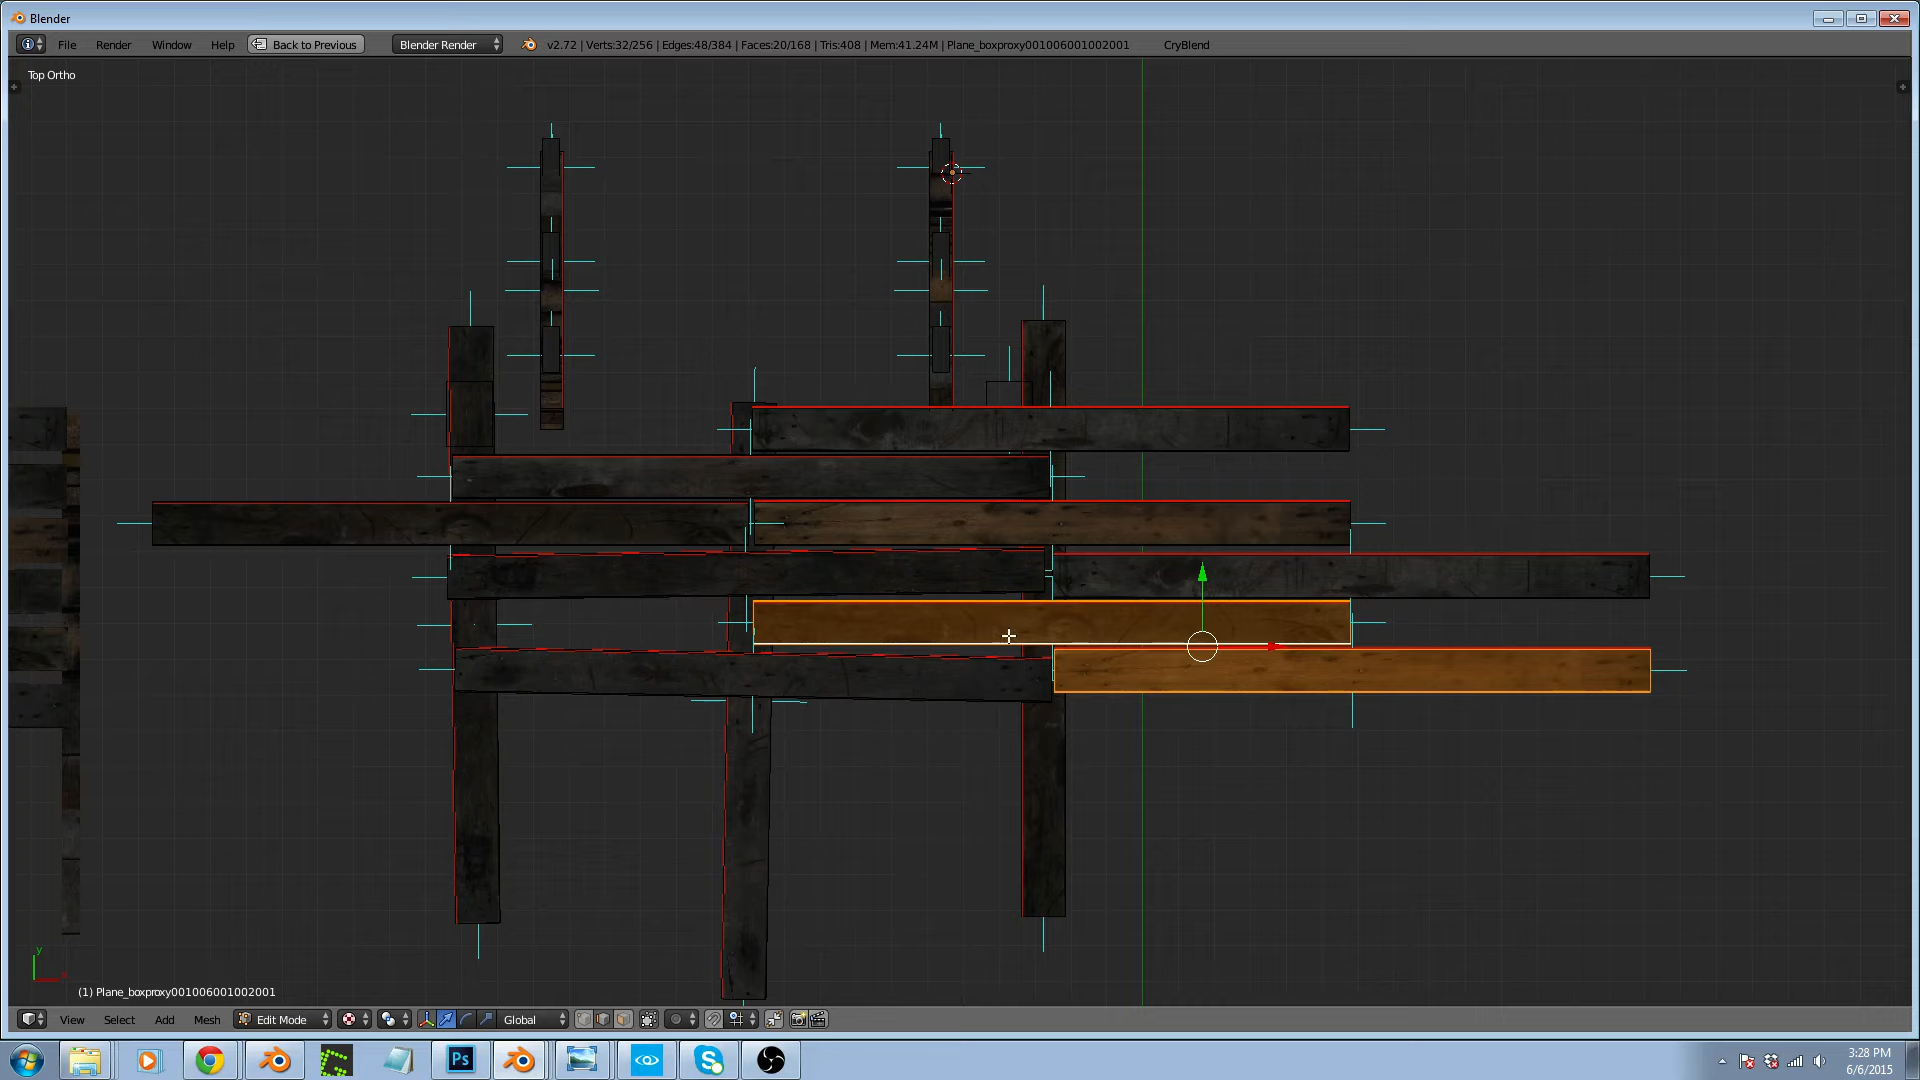 Blender
File Render Window Help Back to Previous Blender Render v2.72 | Verts:32/256 | Edges:48/384 | Faces:20/168 | Tris:408 | Mem:41.24M | Plane_boxproxy001006001002001 CryBlend
Top Ortho
y
x
(1) Plane_boxproxy001006001002001
View Select Add Mesh Edit Mode Global
Ps
3:28 PM
6/6/2015